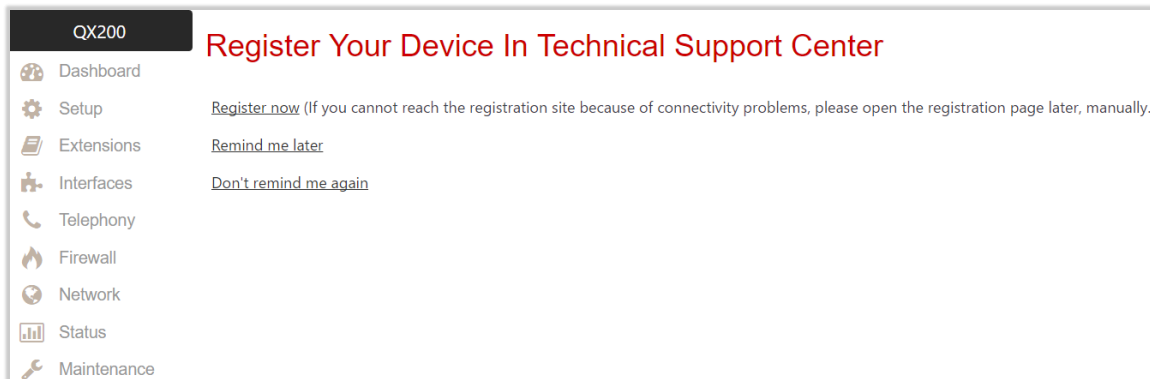 QX200
Register Your Device In Technical Support Center
Dashboard
Setup
Register now (If you cannot reach the registration site because of connectivity problems, please open the registration page later, manually.
Extensions
Remind me later
Interfaces
Don't remind me again
Telephony
Firewall
Network
Status
Maintenance